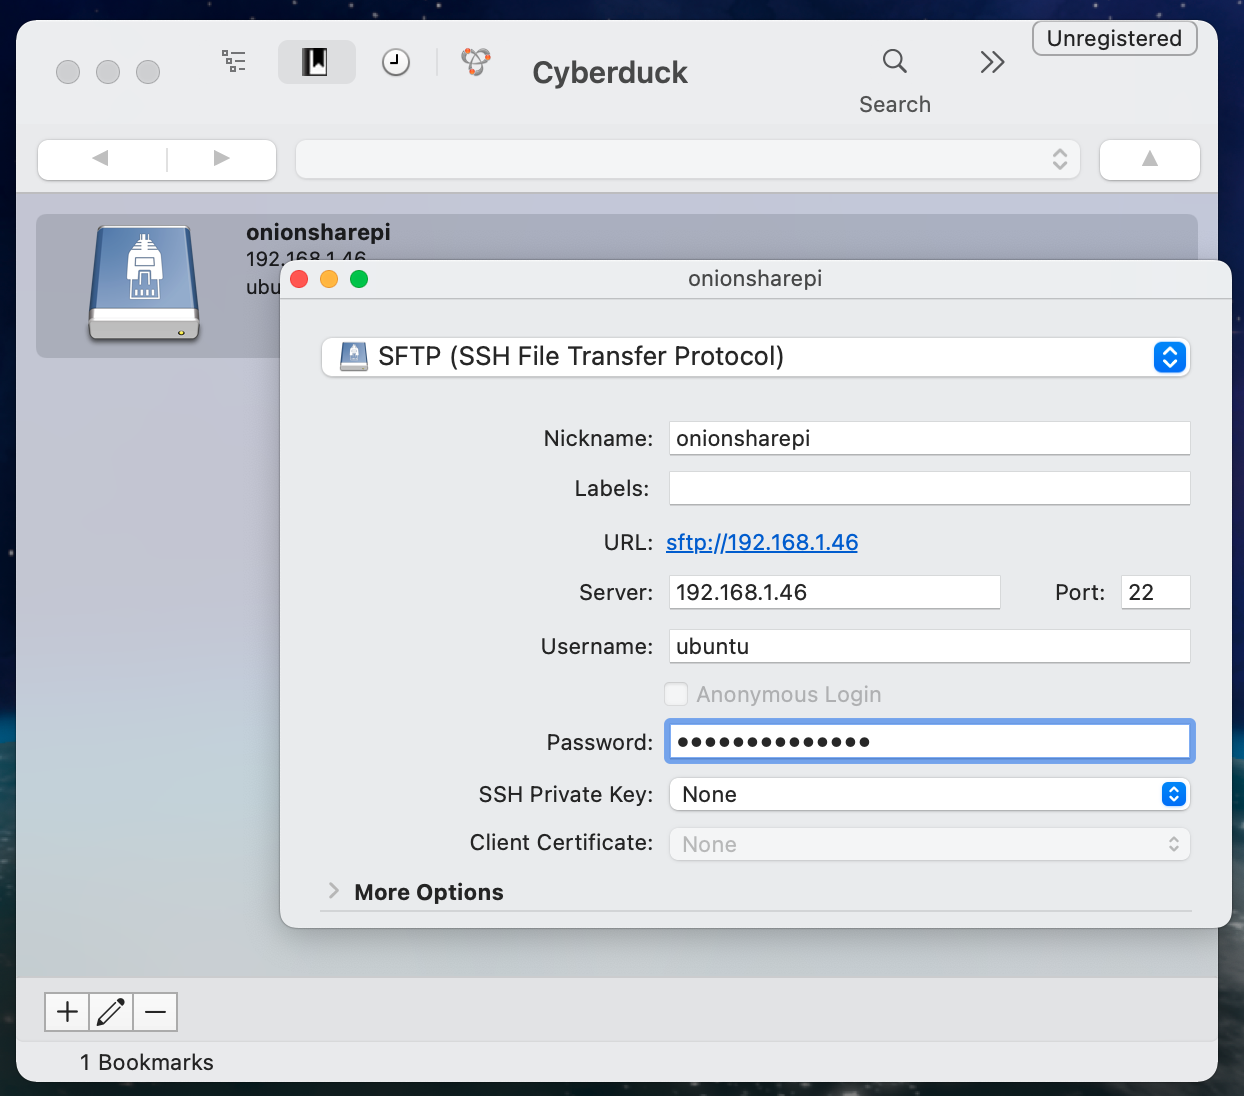 Unregistered
Cyberduck
Search
onionsharepi
192.168.1.46
ubu
onionsharepi
SFTP (SSH File Transfer Protocol)
Nickname: onionsharepi
Labels:
URL: sftp://192.168.1.46
Server: 192.168.1.46 Port: 22
Username: ubuntu
Anonymous Login
Password: ••••••••••••••
SSH Private Key: None
Client Certificate: None
More Options
1 Bookmarks